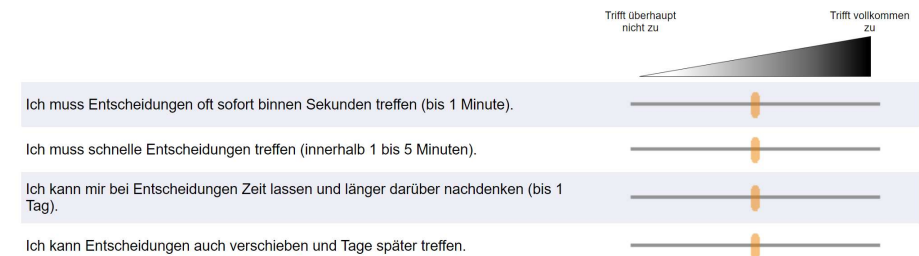 Trifft überhaupt
nicht zu
Trifft vollkommen
zu
Ich muss Entscheidungen oft sofort binnen Sekunden treffen (bis 1 Minute).
Ich muss schnelle Entscheidungen treffen (innerhalb 1 bis 5 Minuten).
Ich kann mir bei Entscheidungen Zeit lassen und länger darüber nachdenken (bis 1
Tag).
Ich kann Entscheidungen auch verschieben und Tage später treffen.